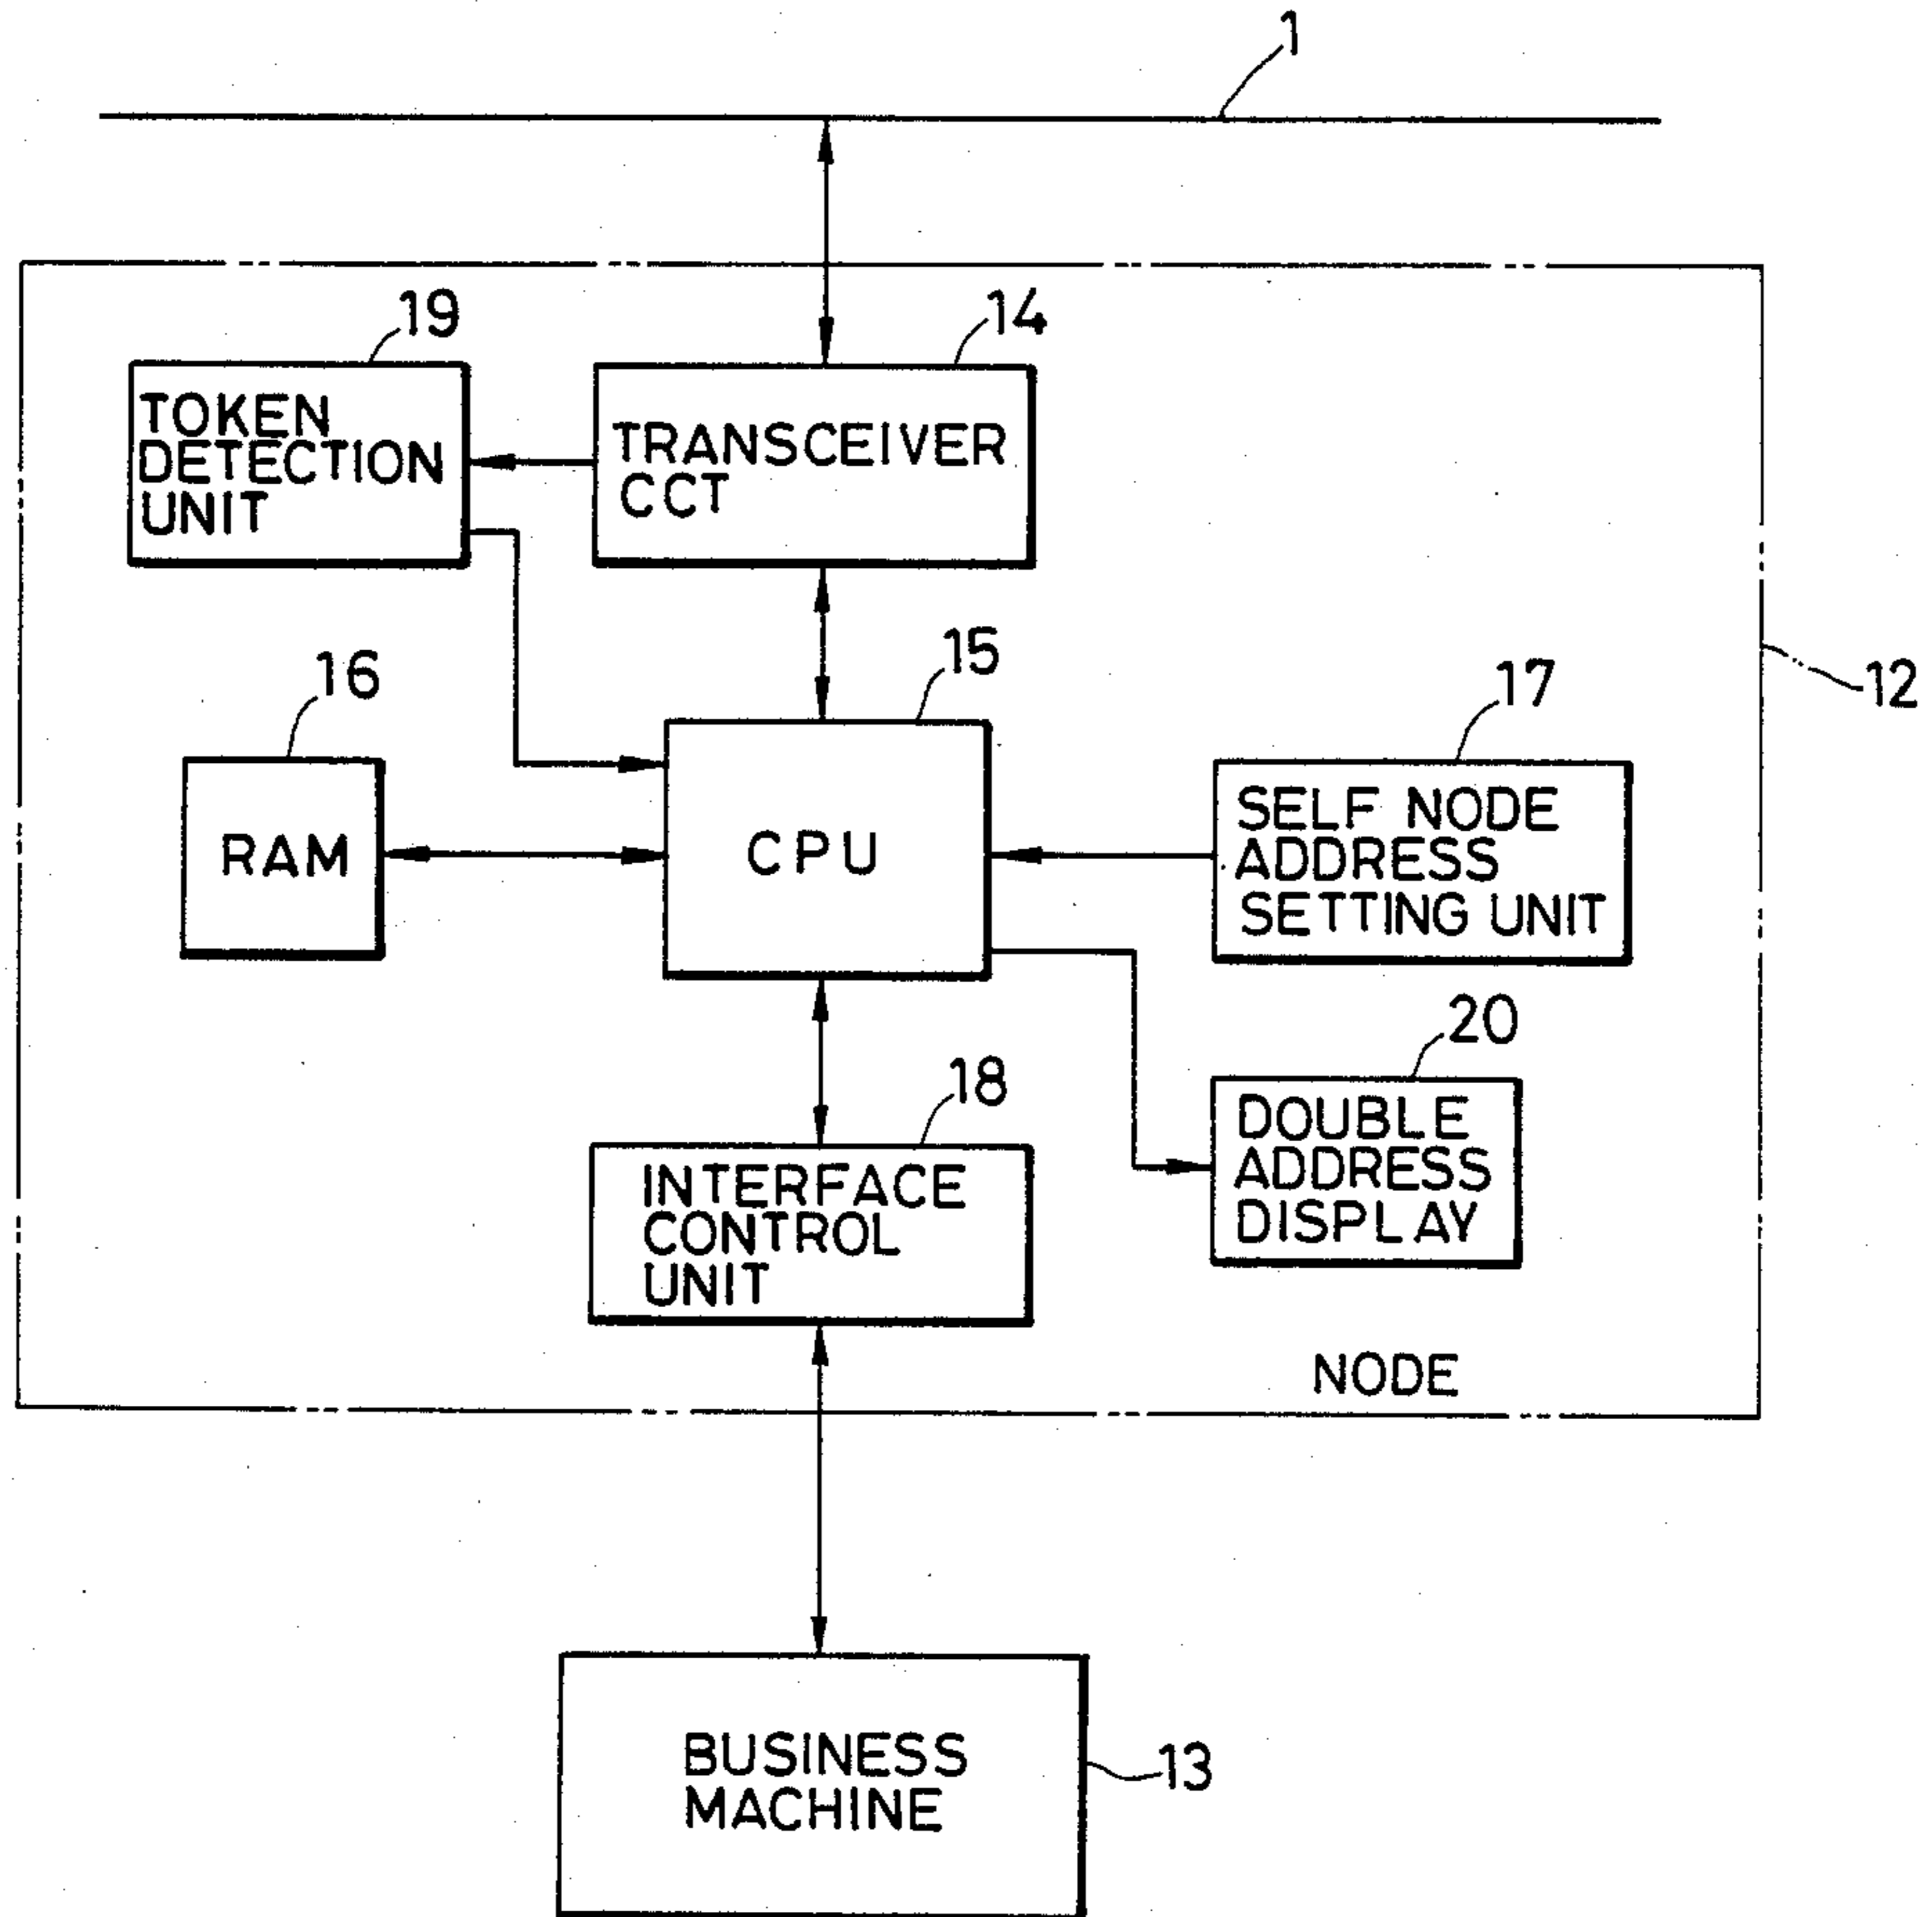 1
19
14
TOKEN
DETECTION
UNIT
TRANSCEIVER
CCT
16
15
17
12
RAM
CPU
SELF NODE
ADDRESS
SETTING UNIT
18
20
INTERFACE
CONTROL
UNIT
DOUBLE
ADDRESS
DISPLAY
NODE
BUSINESS
MACHINE
13